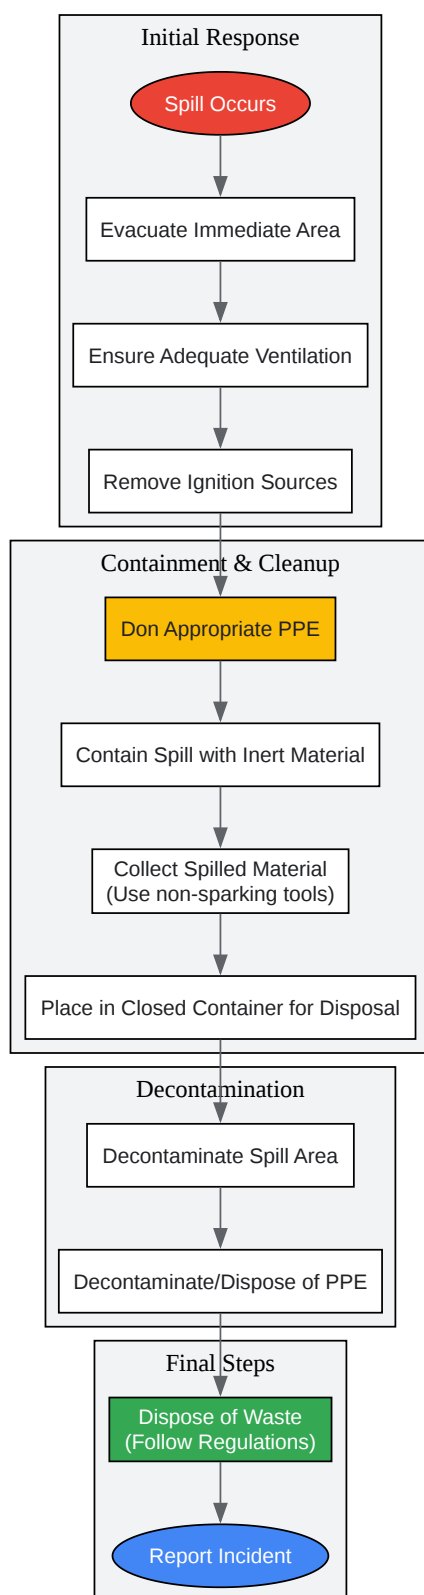 Initial Response
Spill Occurs
Evacuate Immediate Area
Ensure Adequate Ventilation
Remove Ignition Sources
Containment & Cleanup
Don Appropriate PPE
Contain Spill with Inert Material
Collect Spilled Material
(Use non-sparking tools)
Place in Closed Container for Disposal
Decontamination
Decontaminate Spill Area
Decontaminate/Dispose of PPE
Final Steps
Dispose of Waste
(Follow Regulations)
Report Incident